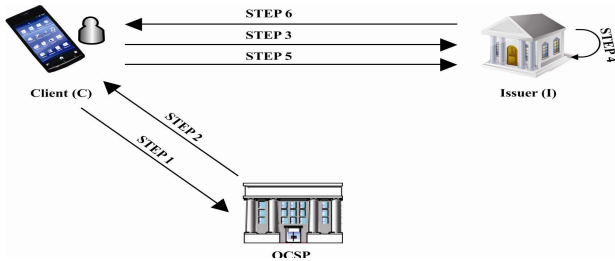 STEP 6
STEP 3
STEP 5
STEP 4
Client (C)
Issuer (I)
STEP 2
STEP 1
OCSP